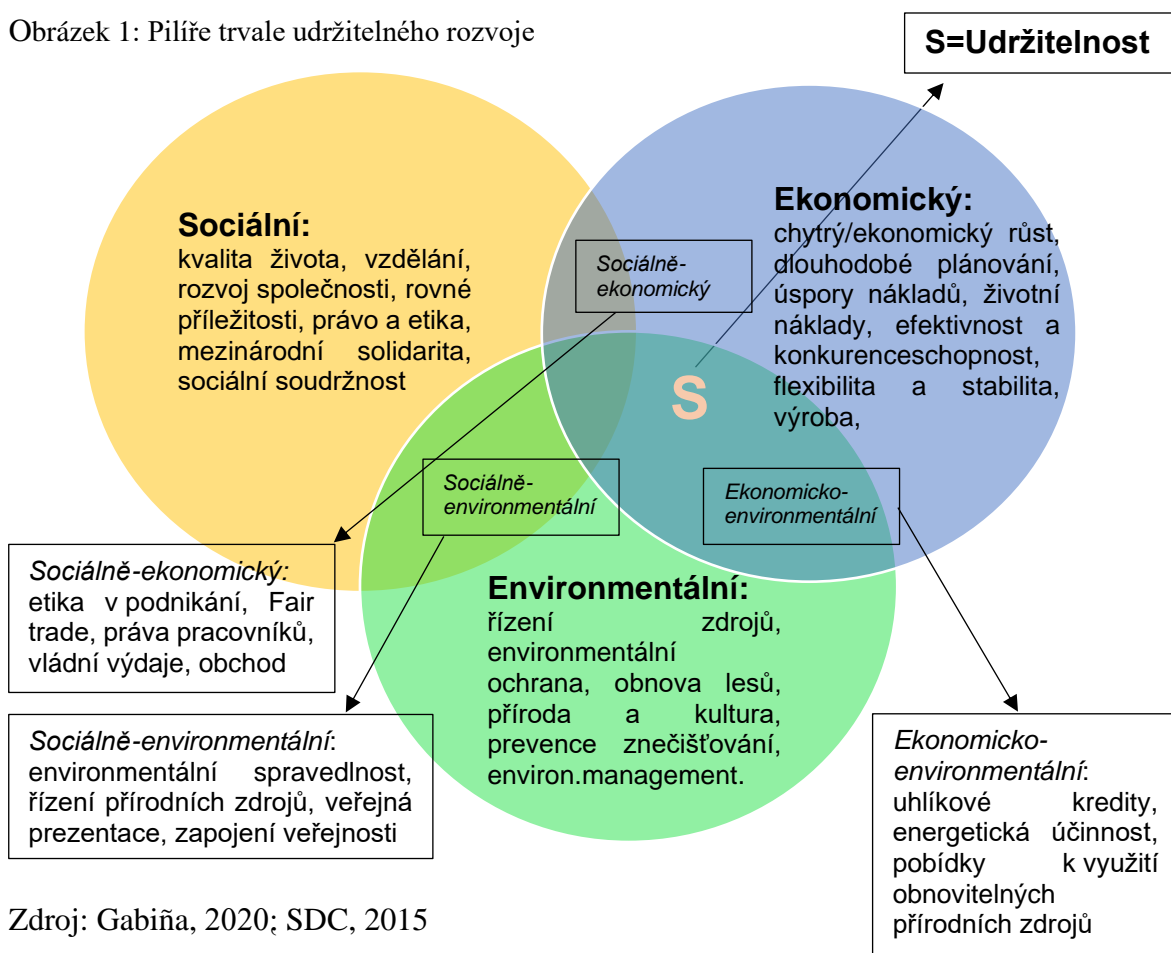 Obrázek 1: Pilíře trvale udržitelného rozvoje
S=Udržitelnost
Sociální:
kvalita života, vzdělání,
rozvoj společnosti, rovné
příležitosti, právo a etika,
mezinárodní solidarita,
sociální soudržnost
Ekonomický:
chytrý/ekonomický růst,
dlouhodobé plánování,
úspory nákladů, životní
náklady, efektivnost a
konkurenceschopnost,
flexibilita a stabilita,
výroba,
Sociálně-
ekonomický
S
Sociálně-
environmentální
Ekonomicko-
environmentální
Environmentální:
řízení zdrojů,
environmentální
ochrana, obnova lesů,
příroda a kultura,
prevence znečišťování,
environ.management.
Sociálně-ekonomický:
etika v podnikání, Fair
trade, práva pracovníků,
vládní výdaje, obchod
Sociálně-environmentální:
environmentální spravedlnost,
řízení přírodních zdrojů, veřejná
prezentace, zapojení veřejnosti
Ekonomicko-
environmentální:
uhlíkové kredity,
energetická účinnost,
pobídky k využití
obnovitelných
přírodních zdrojů
Zdroj: Gabiña, 2020; SDC, 2015